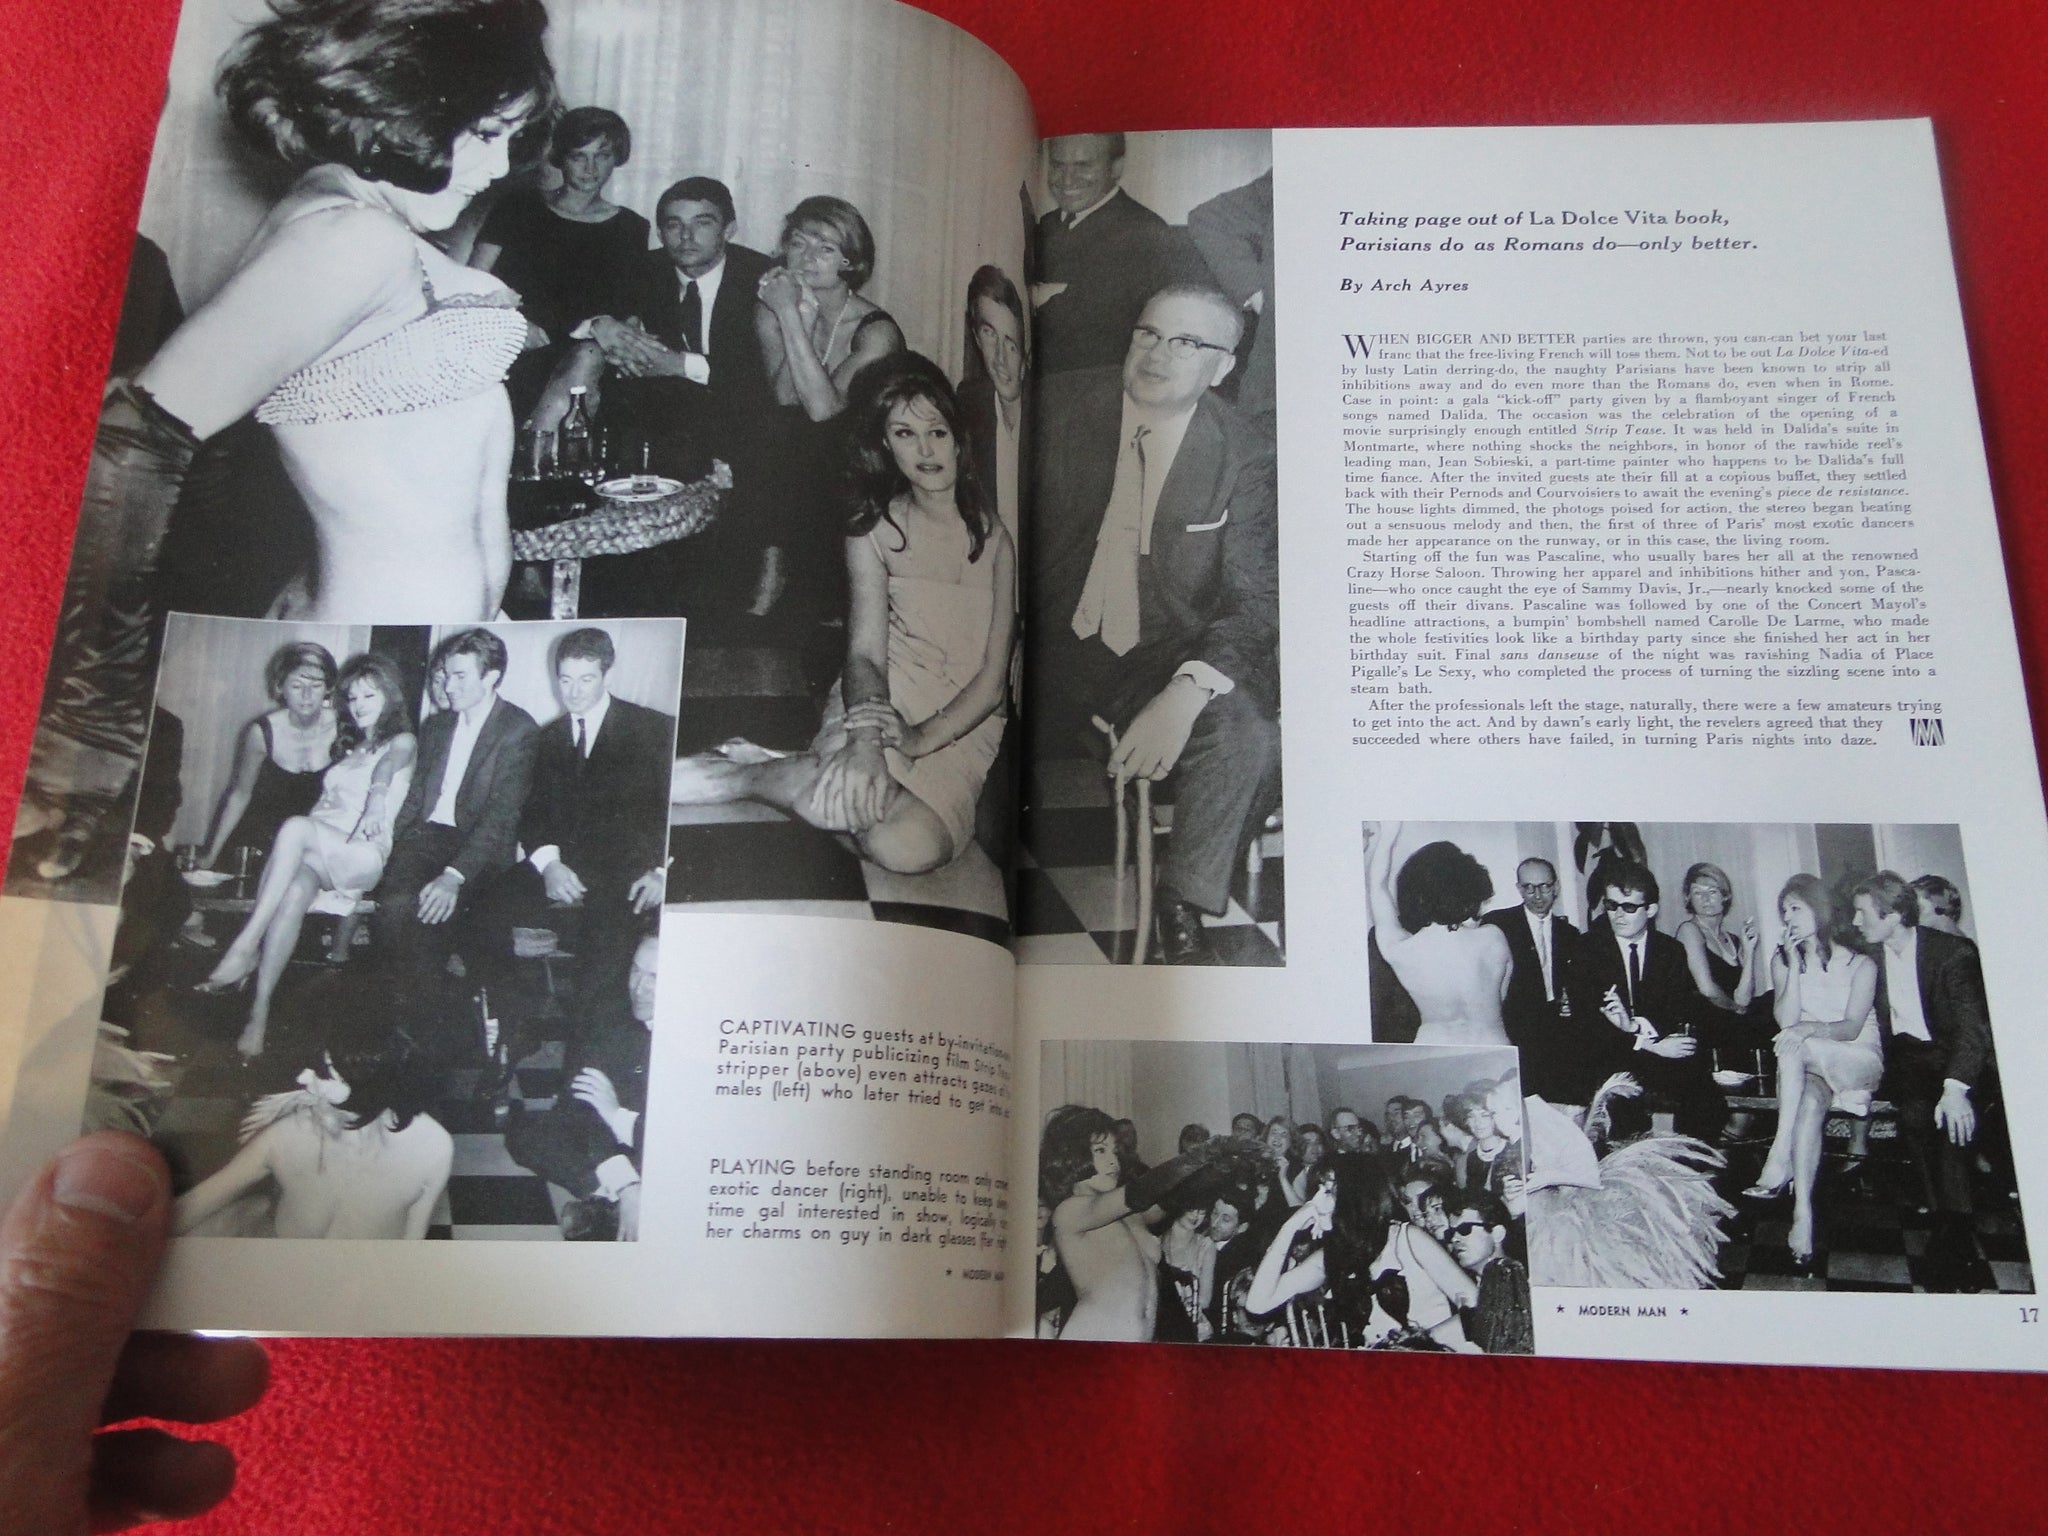 CAPTIVATING guests at by-invitation-
Parisian party publicizing film Strip
stripper (above) even attracts gazes
males (left) who later tried to get into
PLAYING before standing room only
exotic dancer (right), unable to keep
time gal interested in show, logically
her charms on guy in dark glasses (far
★ MODERN
Taking page out of La Dolce Vita book,
Parisians do as Romans do—only better.
By Arch Ayres
WHEN BIGGER AND BETTER parties are thrown, you can-can bet your last
franc that the free-living French will toss them. Not to be out La Dolce Vita-ed
by lusty Latin derring-do, the naughty Parisians have been known to strip all
inhibitions away and do even more than the Romans do, even when in Rome.
Case in point: a gala "kick-off" party given by a flamboyant singer of French
songs named Dalida. The occasion was the celebration of the opening of a
movie surprisingly enough entitled Strip Tease. It was held in Dalida's suite in
Montmarte, where nothing shocks the neighbors, in honor of the rawhide reel's
leading man, Jean Sobieski, a part-time painter who happens to be Dalida's full
time fiance. After the invited guests ate their fill at a copious buffet, they settled
back with their Pernods and Courvoisiers to await the evening's piece de resistance.
The house lights dimmed, the photogs poised for action, the stereo began beating
out a sensuous melody and then, the first of three of Paris' most exotic dancers
made her appearance on the runway, or in this case, the living room.
Starting off the fun was Pascaline, who usually bares her all at the renowned
Crazy Horse Saloon. Throwing her apparel and inhibitions hither and yon, Pasca-
line—who once caught the eye of Sammy Davis, Jr.,—nearly knocked some of the
guests off their divans. Pascaline was followed by one of the Concert Mayol's
headline attractions, a bumpin' bombshell named Carolle De Larme, who made
the whole festivities look like a birthday party since she finished her act in her
birthday suit. Final sans danseuse of the night was ravishing Nadia of Place
Pigalle's Le Sexy, who completed the process of turning the sizzling scene into a
steam bath.
After the professionals left the stage, naturally, there were a few amateurs trying
to get into the act. And by dawn's early light, the revelers agreed that they
succeeded where others have failed, in turning Paris nights into daze. M
★ MODERN MAN ★
17